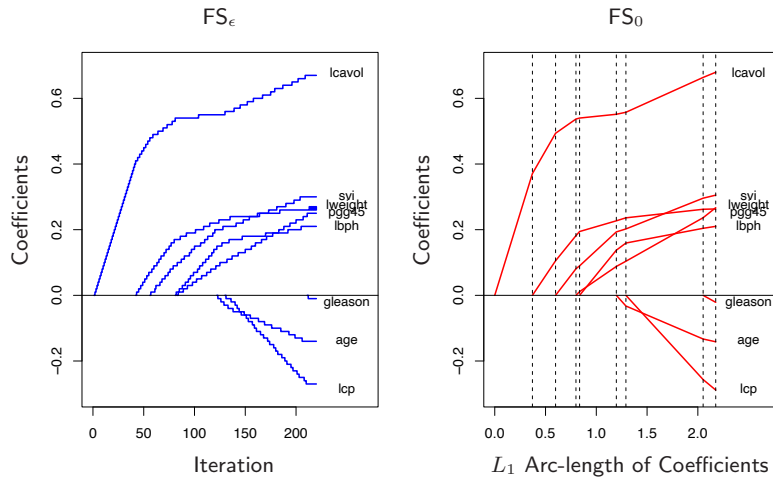 FSϵ
Coefficients
0.6
0.4
0.2
0.0
−0.2
lcavol
svi
lweight
pgg45
lbph
gleason
age
lcp
0
50
100
150
200
Iteration
FS0
Coefficients
0.6
0.4
0.2
0.0
−0.2
lcavol
svi
lweight
pgg45
lbph
gleason
age
lcp
0.0
0.5
1.0
1.5
2.0
L1 Arc-length of Coefficients